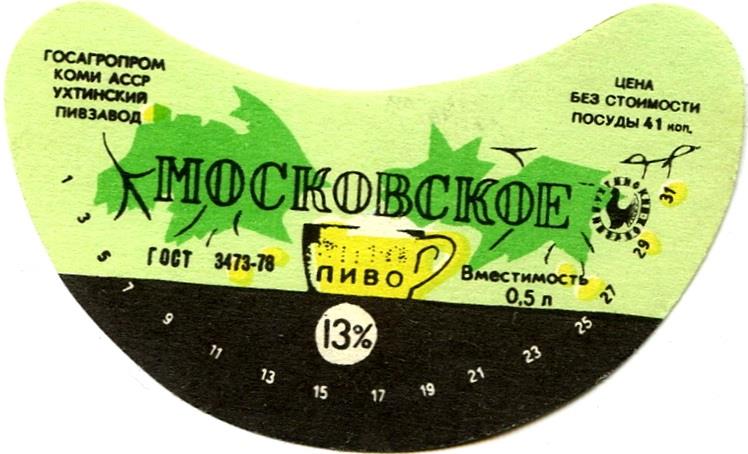 ГОСАГРОПРОМ
КОМИ АССР
УХТИНСКИЙ
ПИВЗАВОД
ЦЕНА
БЕЗ СТОИМОСТИ
ПОСУДЫ 41 коп.
МОСКОВСКОЕ
ГОСТ 3473-78
ПИВО
Вместимость
0,5 л
13%
1 3 5 7 9 11 13 15 17 19 21 23 25 27 29 31